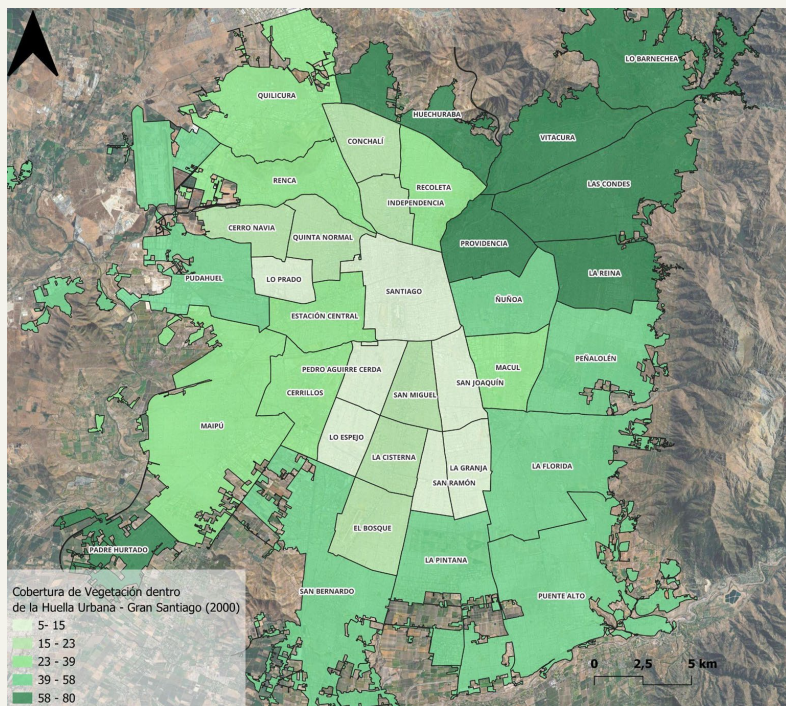 LO BARNECHEA
QUILICURA
HUECHURABA
VITACURA
CONCHALÍ
RENCA
RECOLETA
LAS CONDES
INDEPENDENCIA
CERRO NAVIA
QUINTA NORMAL
PROVIDENCIA
LA REINA
PUDAHUEL
LO PRADO
SANTIAGO
ÑUÑOA
ESTACIÓN CENTRAL
PEÑALOLÉN
PEDRO AGUIRRE CERDA
MACUL
SAN JOAQUÍN
CERRILLOS
SAN MIGUEL
MAIPÚ
LO ESPEJO
LA CISTERNA
LA GRANJA
LA FLORIDA
SAN RAMÓN
EL BOSQUE
PADRE HURTADO
LA PINTANA
SAN BERNARDO
PUENTE ALTO
Cobertura de Vegetación dentro
de la Huella Urbana - Gran Santiago (2000)
5- 15
15 - 23
23 - 39
39 - 58
58 - 80
0 2,5 5 km